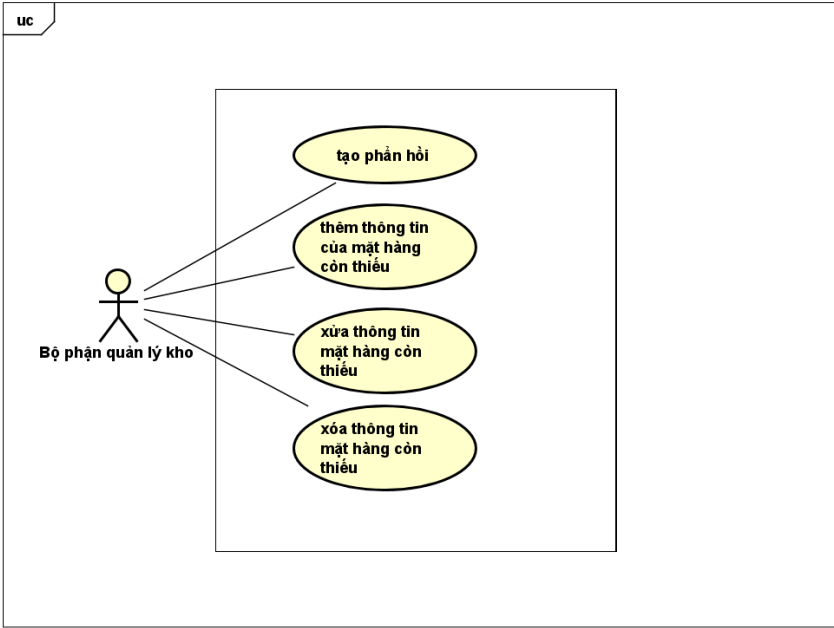 uc
tạo phản hồi
thêm thông tin
của mặt hàng
còn thiếu
xửa thông tin
mặt hàng còn
thiếu
Bộ phận quản lý kho
xóa thông tin
mặt hàng còn
thiếu